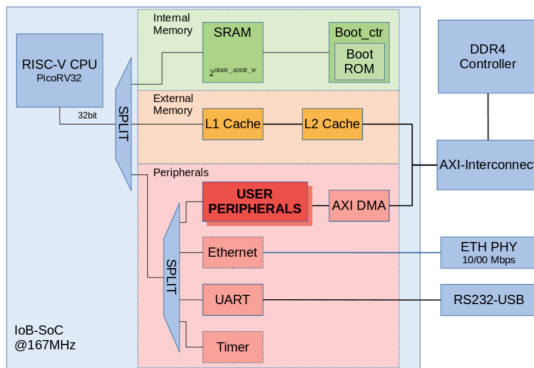 Internal
Memory
SRAM
2^SRAM_ADDR_W
Boot_ctr
Boot
ROM
DDR4
Controller
RISC-V CPU
PicoRV32
32bit
SPLIT
External
Memory
L1 Cache
L2 Cache
AXI-Interconnect
Peripherals
USER
PERIPHERALS
AXI DMA
SPLIT
Ethernet
ETH PHY
10/00 Mbps
UART
RS232-USB
Timer
IoB-SoC
@167MHz